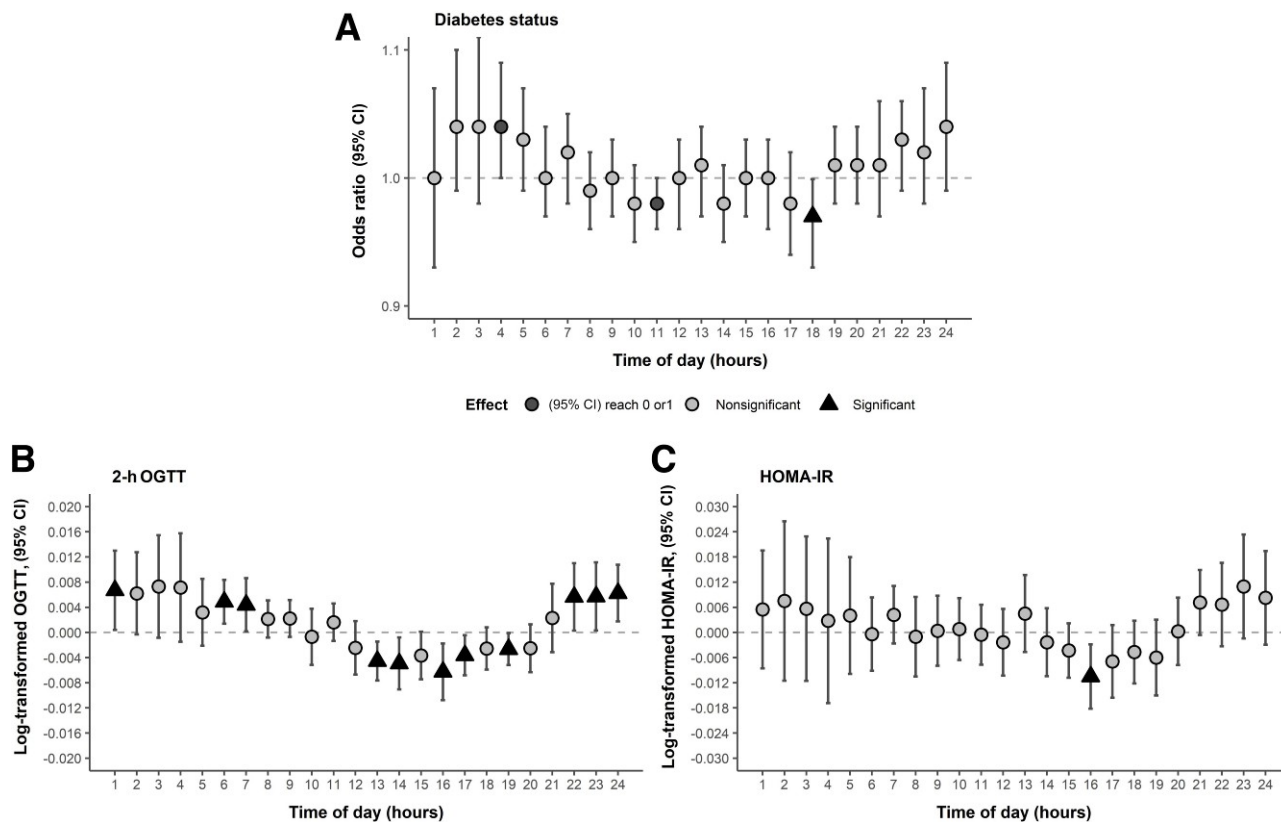 A
Diabetes status
Odds ratio (95% CI)
1.1
1.0
0.9
1 2 3 4 5 6 7 8 9 10 11 12 13 14 15 16 17 18 19 20 21 22 23 24
Time of day (hours)
Effect (95% CI) reach 0 or1 Nonsignificant Significant
B
2-h OGTT
Log-transformed OGTT, (95% CI)
0.020
0.016
0.012
0.008
0.004
0.000
-0.004
-0.008
-0.012
-0.016
-0.020
1 2 3 4 5 6 7 8 9 10 11 12 13 14 15 16 17 18 19 20 21 22 23 24
Time of day (hours)
C
HOMA-IR
Log-transformed HOMA-IR, (95% CI)
0.030
0.024
0.018
0.012
0.006
0.000
-0.006
-0.012
-0.018
-0.024
-0.030
1 2 3 4 5 6 7 8 9 10 11 12 13 14 15 16 17 18 19 20 21 22 23 24
Time of day (hours)